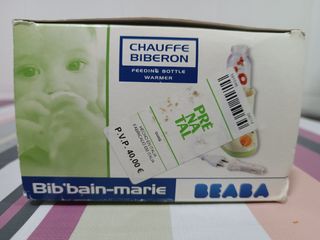 CHAUFFE
BIBERON
FEEDING BOTTLE
WARMER
PRÉ
NA
TAL
P.V.P. 40,00 €
Bib'bain-marie
BEABA